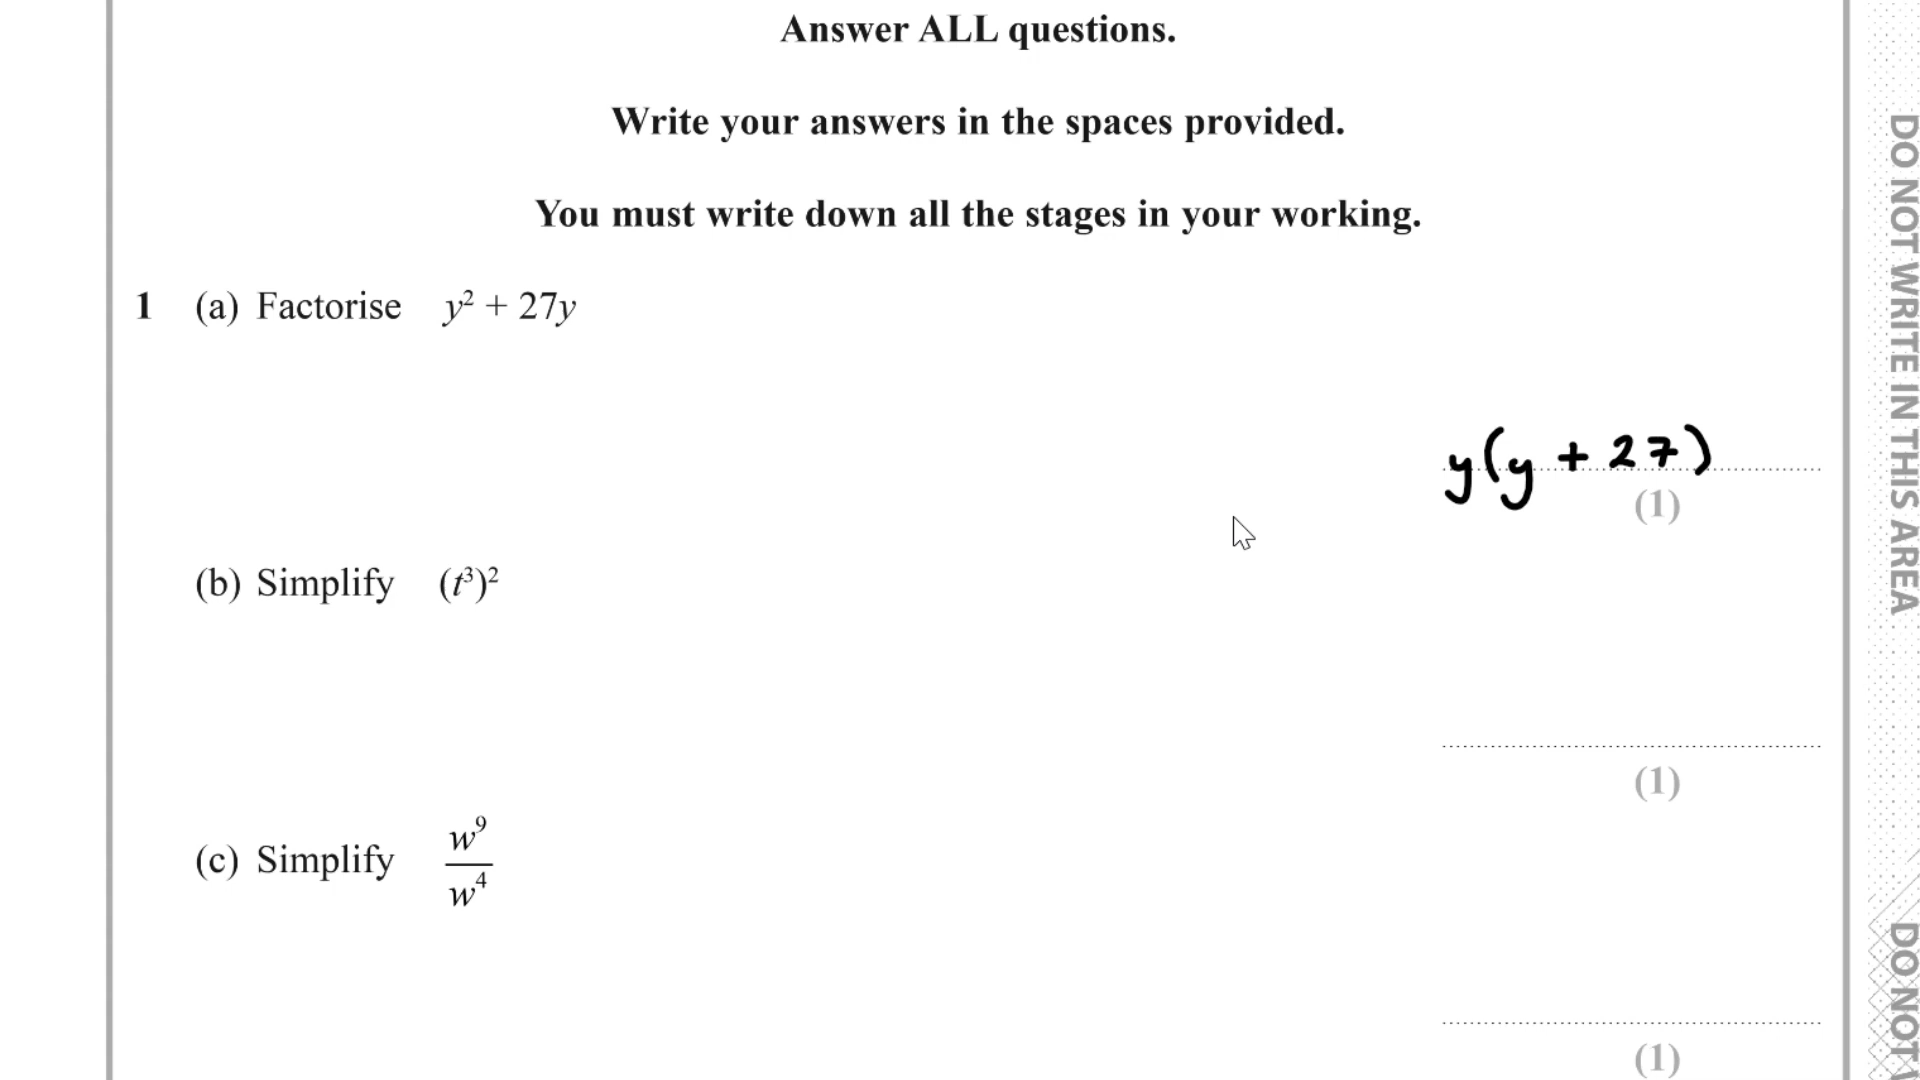 Answer ALL questions.
Write your answers in the spaces provided.
You must write down all the stages in your working.
1 (a) Factorise y² + 27y
y(y + 27)
(1)
(b) Simplify (t³)²
(1)
(c) Simplify w⁹
w⁴
(1)
DO NOT WRITE IN THIS AREA
DO NOT